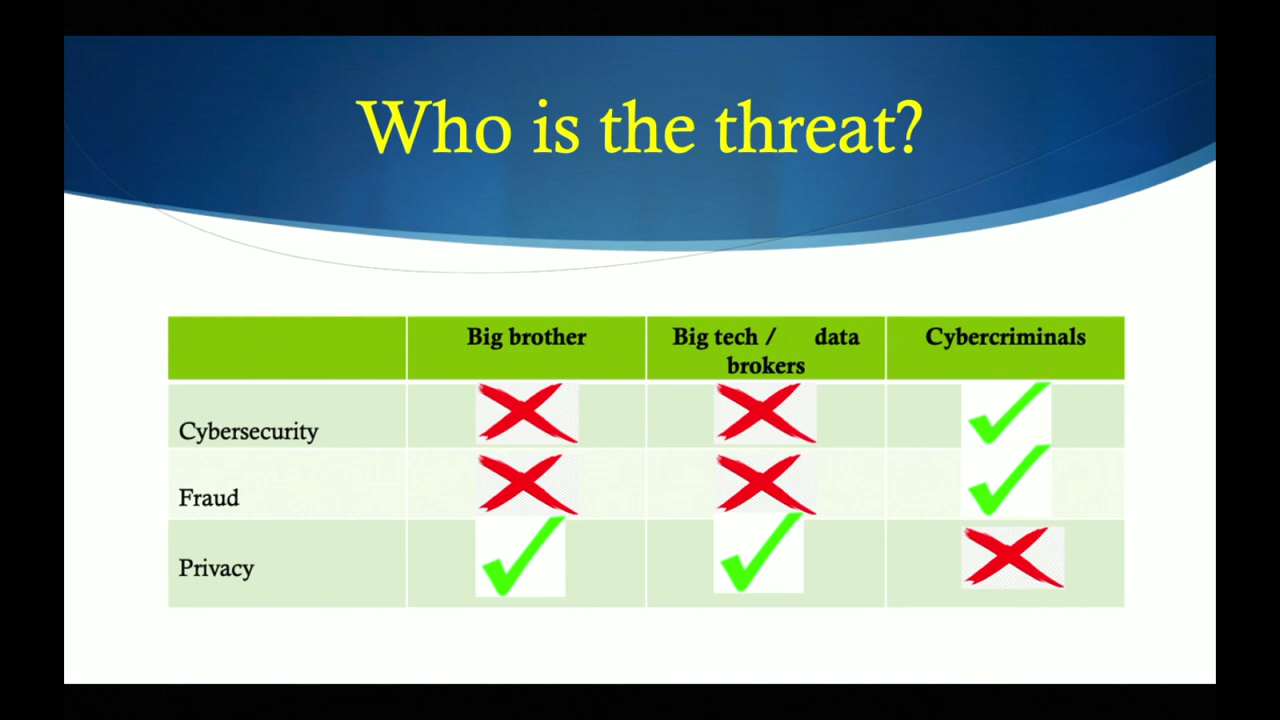 Who is the threat?
Big brother
Big tech / data
brokers
Cybercriminals
Cybersecurity
Fraud
Privacy